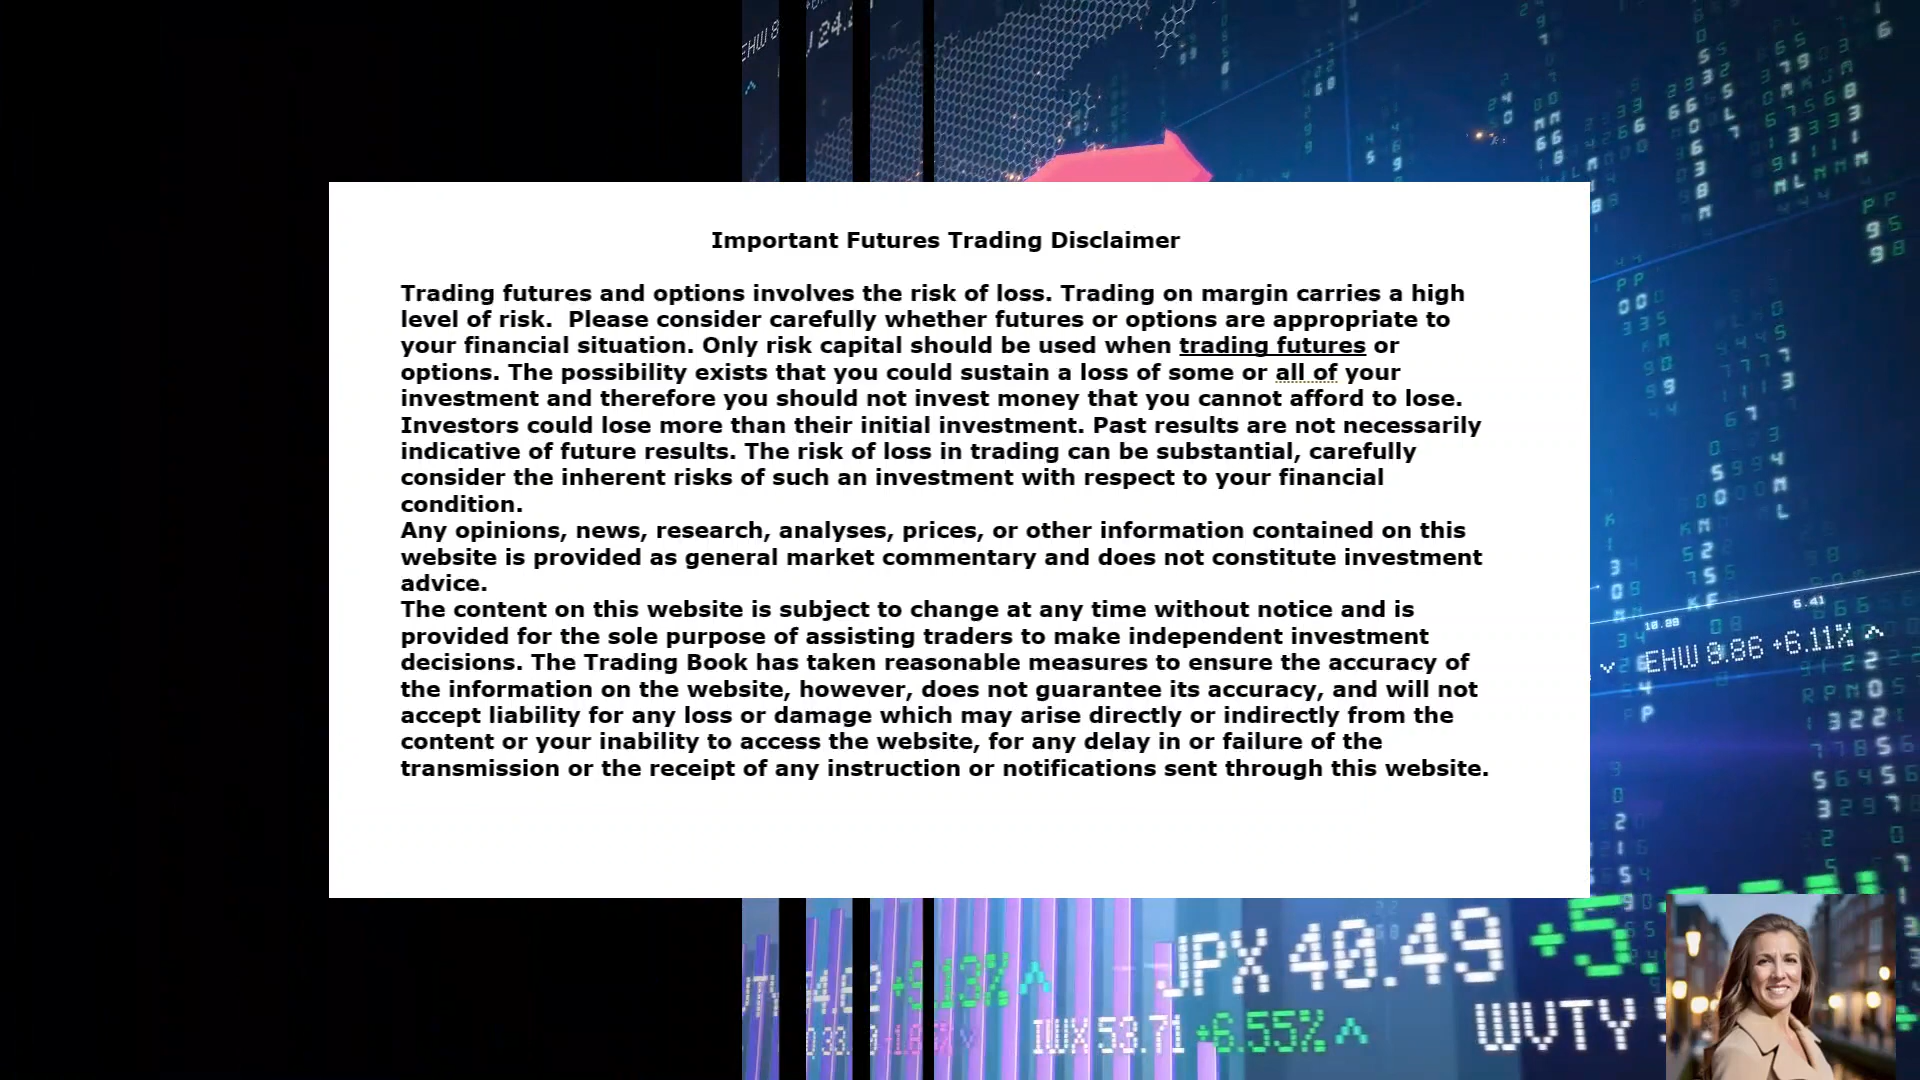 EHW 8
24.
Important Futures Trading Disclaimer
Trading futures and options involves the risk of loss. Trading on margin carries a high
level of risk.  Please consider carefully whether futures or options are appropriate to
your financial situation. Only risk capital should be used when trading futures or
options. The possibility exists that you could sustain a loss of some or all of your
investment and therefore you should not invest money that you cannot afford to lose.
Investors could lose more than their initial investment. Past results are not necessarily
indicative of future results. The risk of loss in trading can be substantial, carefully
consider the inherent risks of such an investment with respect to your financial
condition.
Any opinions, news, research, analyses, prices, or other information contained on this
website is provided as general market commentary and does not constitute investment
advice.
The content on this website is subject to change at any time without notice and is
provided for the sole purpose of assisting traders to make independent investment
decisions. The Trading Book has taken reasonable measures to ensure the accuracy of
the information on the website, however, does not guarantee its accuracy, and will not
accept liability for any loss or damage which may arise directly or indirectly from the
content or your inability to access the website, for any delay in or failure of the
transmission or the receipt of any instruction or notifications sent through this website.
6.41
10.89
EHW 8.86 +6.11%
JPX 40.49 +5.
+9.13%
IWX 53.71 +6.55%
WVTY